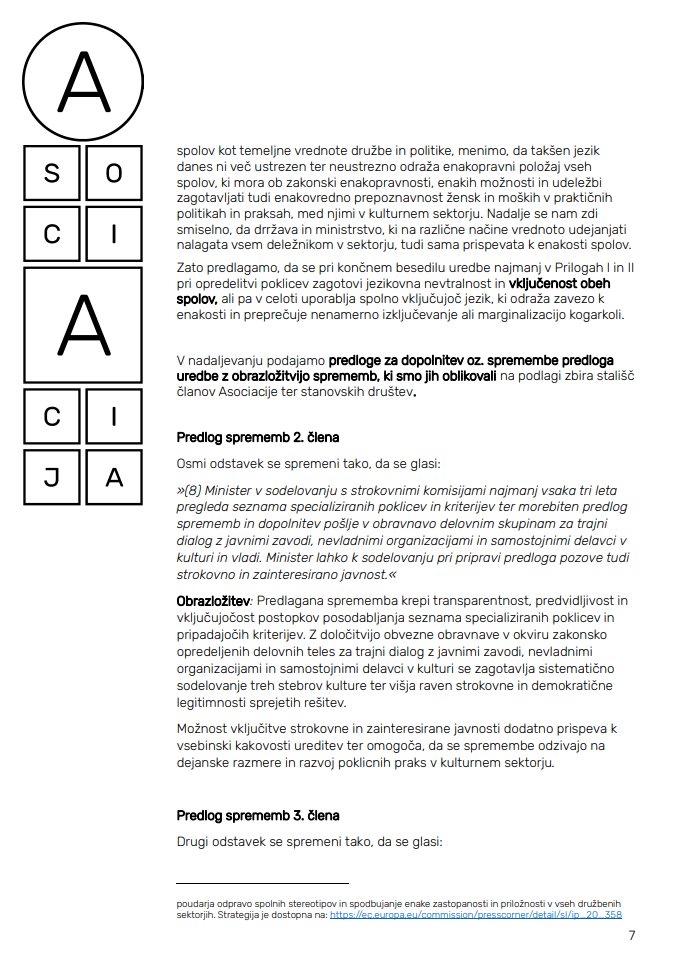 A
S O
C I
A
C I
J A
spolov kot temeljne vrednote družbe in politike, menimo, da takšen jezik
danes ni več ustrezen ter neustrezno odraža enakopravni položaj vseh
spolov, ki mora ob zakonski enakopravnosti, enakih možnosti in udeležbi
zagotavljati tudi enakovredno prepoznavnost žensk in moških v praktičnih
politikah in praksah, med njimi v kulturnem sektorju. Nadalje se nam zdi
smiselno, da drržava in ministrstvo, ki na različne načine vrednoto udejanjati
nalagata vsem deležnikom v sektorju, tudi sama prispevata k enakosti spolov.
Zato predlagamo, da se pri končnem besedilu uredbe najmanj v Prilogah I in II
pri opredelitvi poklicev zagotovi jezikovna nevtralnost in vključenost obeh
spolov, ali pa v celoti uporablja spolno vključujoč jezik, ki odraža zavezo k
enakosti in preprečuje nenamerno izključevanje ali marginalizacijo kogarkoli.
V nadaljevanju podajamo predloge za dopolnitev oz. spremembe predloga
uredbe z obrazložitvijo sprememb, ki smo jih oblikovali na podlagi zbira stališč
članov Asociacije ter stanovskih društev.
Predlog sprememb 2. člena
Osmi odstavek se spremeni tako, da se glasi:
»(8) Minister v sodelovanju s strokovnimi komisijami najmanj vsaka tri leta
pregleda seznama specializiranih poklicev in kriterijev ter morebiten predlog
sprememb in dopolnitev pošlje v obravnavo delovnim skupinam za trajni
dialog z javnimi zavodi, nevladnimi organizacijami in samostojnimi delavci v
kulturi in vladi. Minister lahko k sodelovanju pri pripravi predloga pozove tudi
strokovno in zainteresirano javnost.«
Obrazložitev: Predlagana sprememba krepi transparentnost, predvidljivost in
vključujočost postopkov posodabljanja seznama specializiranih poklicev in
pripadajočih kriterijev. Z določitvijo obvezne obravnave v okviru zakonsko
opredeljenih delovnih teles za trajni dialog z javnimi zavodi, nevladnimi
organizacijami in samostojnimi delavci v kulturi se zagotavlja sistematično
sodelovanje treh stebrov kulture ter višja raven strokovne in demokratične
legitimnosti sprejetih rešitev.
Možnost vključitve strokovne in zainteresirane javnosti dodatno prispeva k
vsebinski kakovosti ureditev ter omogoča, da se spremembe odzivajo na
dejanske razmere in razvoj poklicnih praks v kulturnem sektorju.
Predlog sprememb 3. člena
Drugi odstavek se spremeni tako, da se glasi:
poudarja odpravo spolnih stereotipov in spodbujanje enake zastopanosti in priložnosti v vseh družbenih
sektorjih. Strategija je dostopna na: https://ec.europa.eu/commission/presscorner/detail/sl/ip_20_358
7